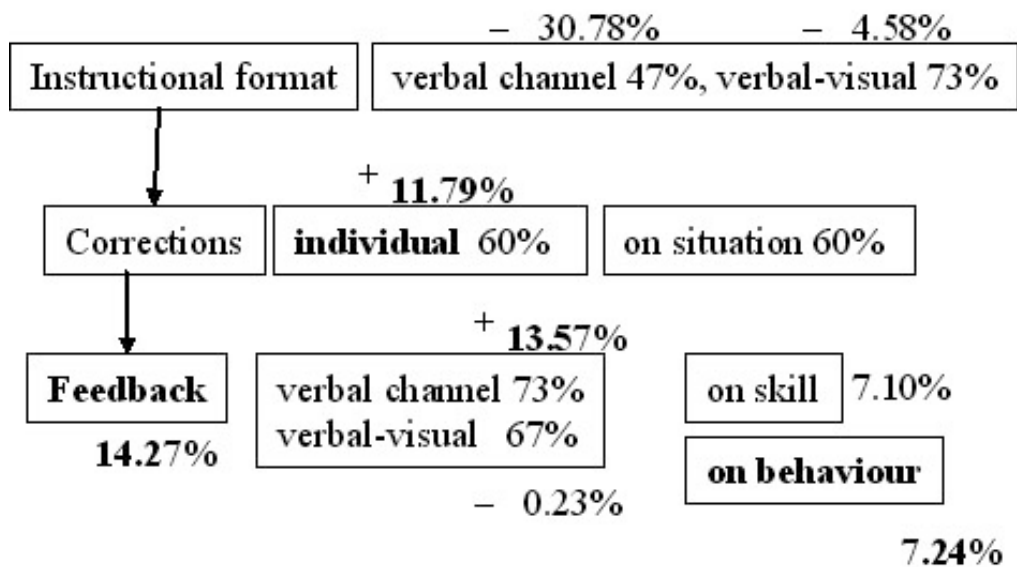 – 30.78% – 4.58%
Instructional format verbal channel 47%, verbal-visual 73%
+ 11.79%
Corrections individual 60% on situation 60%
+ 13.57%
Feedback verbal channel 73% on skill 7.10%
verbal-visual 67%
14.27% on behaviour
– 0.23%
7.24%